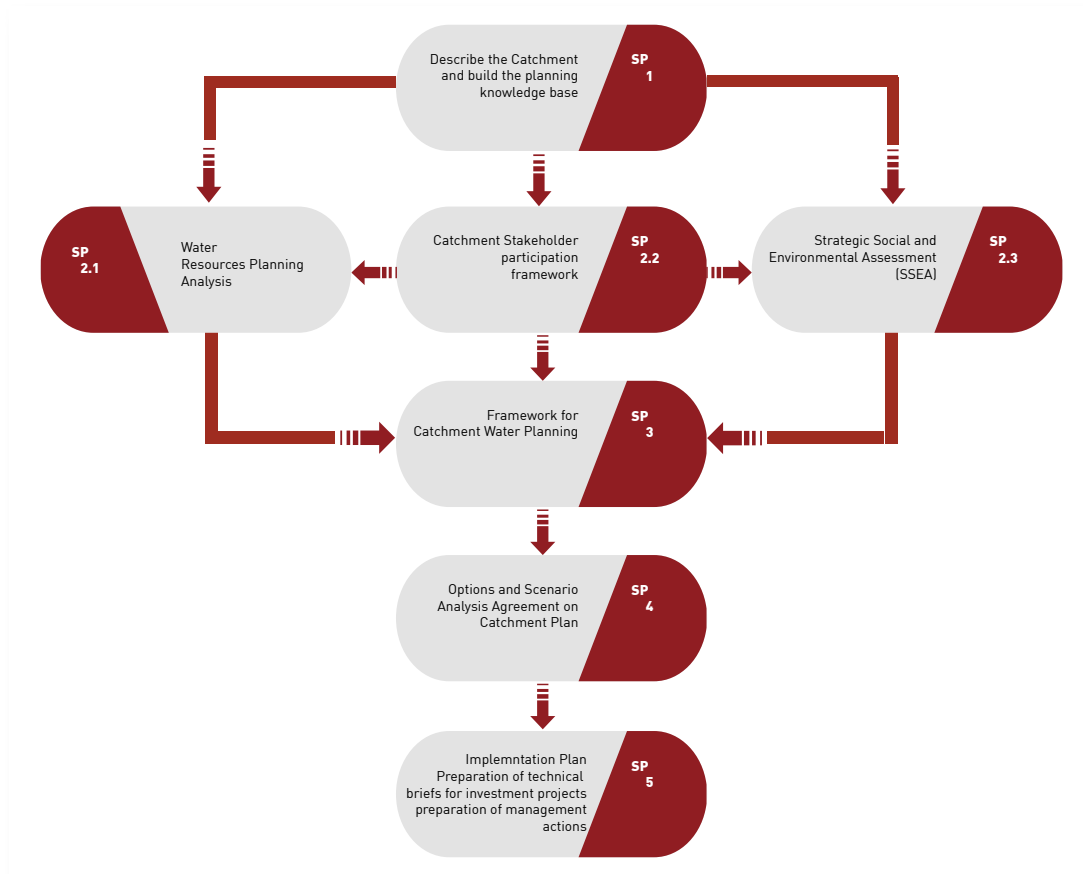 Describe the Catchment
and build the planning
knowledge base
SP
1
SP
2.1
Water
Resources Planning
Analysis
Catchment Stakeholder
participation
framework
SP
2.2
Strategic Social and
Environmental Assessment
(SSEA)
SP
2.3
Framework for
Catchment Water Planning
SP
3
Options and Scenario
Analysis Agreement on
Catchment Plan
SP
4
Implemntation Plan
Preparation of technical
briefs for investment projects
preparation of management
actions
SP
5